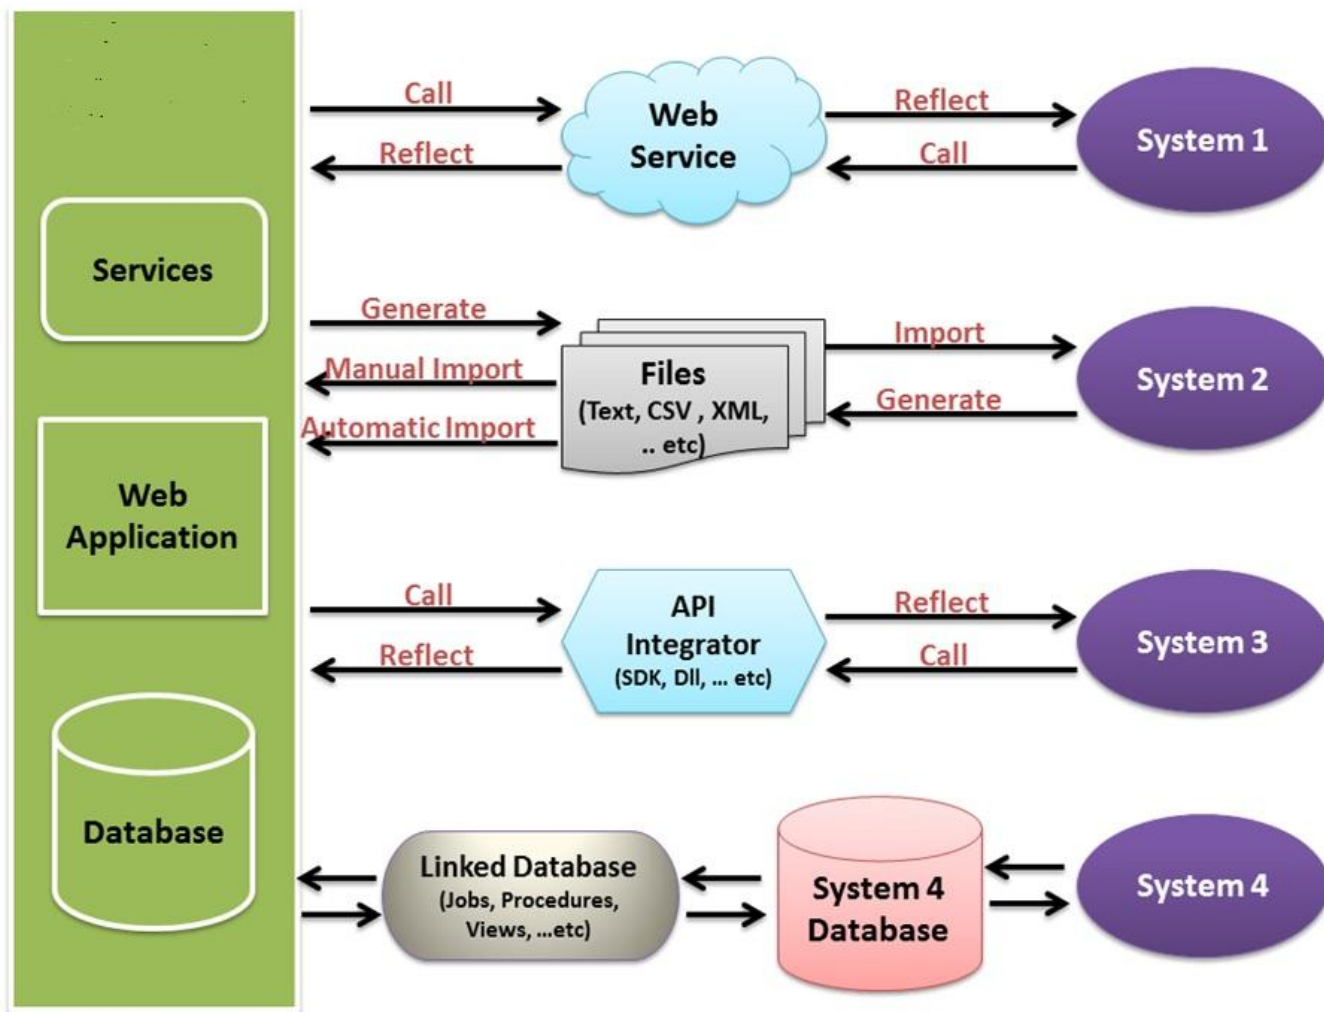 Services
Web
Application
Database
Call
Reflect
Web
Service
Reflect
Call
System 1
Generate
Manual Import
Automatic Import
Files
(Text, CSV , XML,
.. etc)
Import
Generate
System 2
Call
Reflect
API
Integrator
(SDK, Dll, ... etc)
Reflect
Call
System 3
Linked Database
(Jobs, Procedures,
Views, ...etc)
System 4
Database
System 4